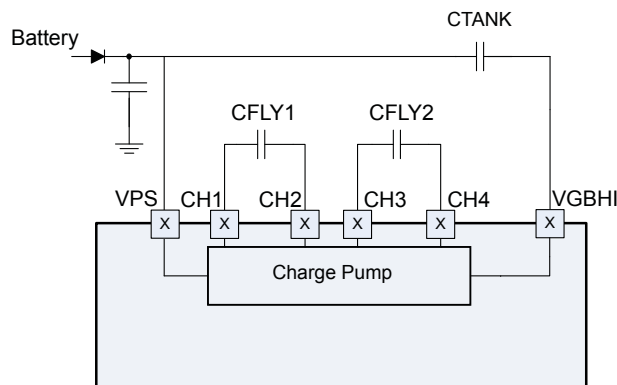 CTANK
Battery
CFLY1 CFLY2
VPS CH1 CH2 CH3 CH4 VGBHI
X X X X X X
Charge Pump